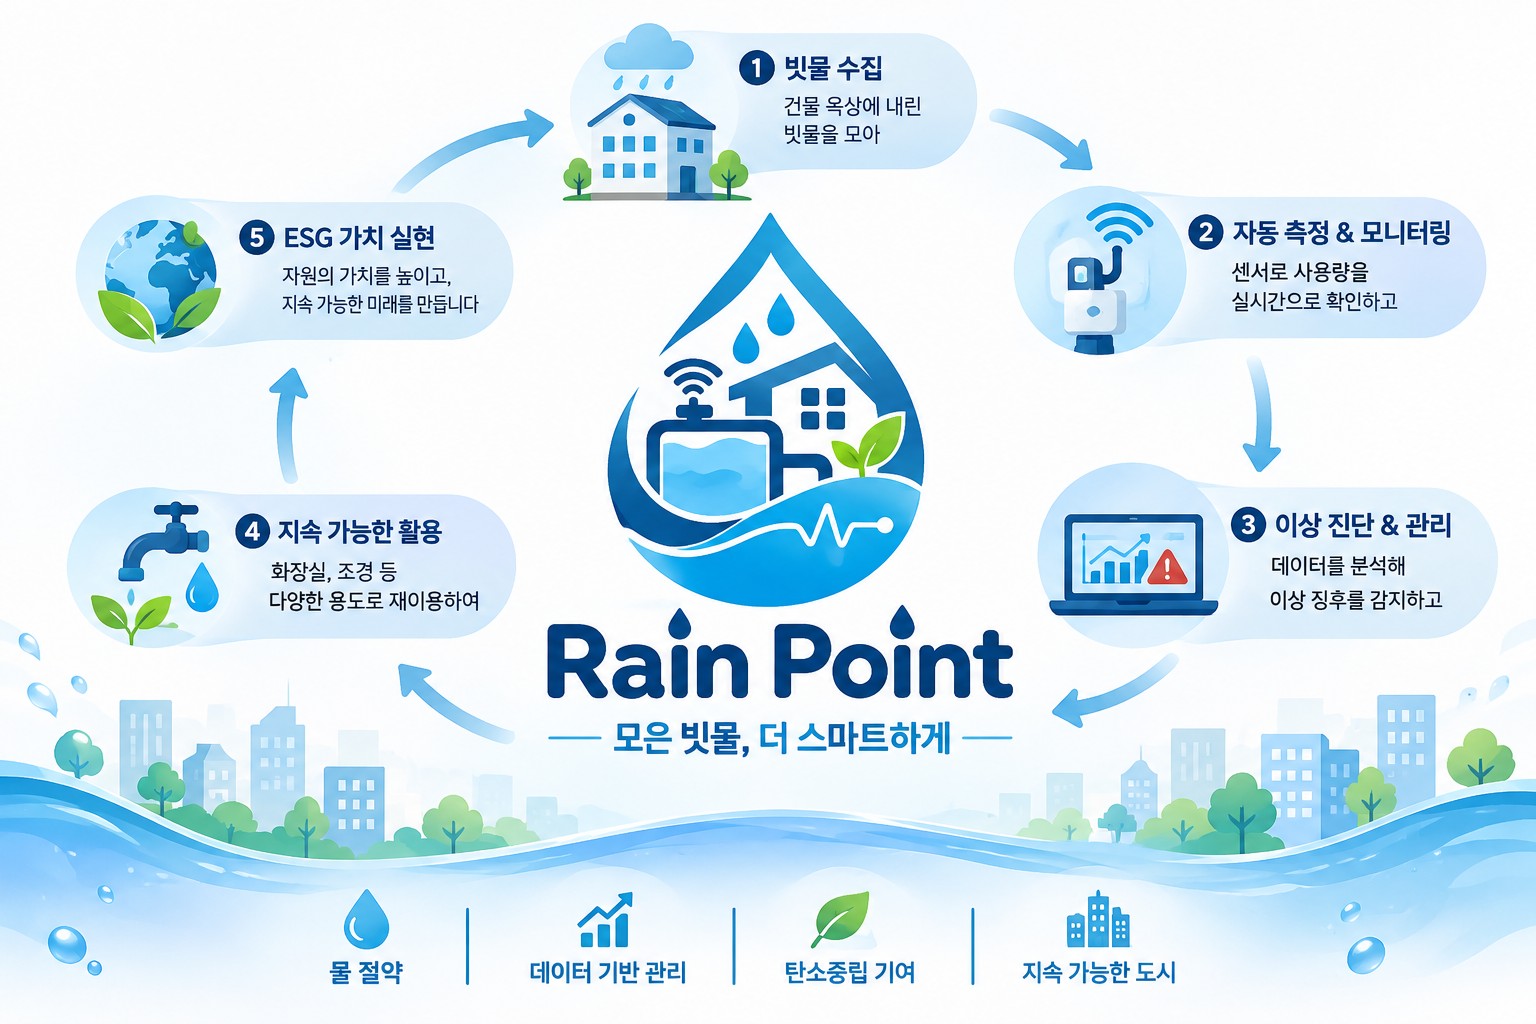 1 빗물 수집
건물 옥상에 내린
빗물을 모아
2 자동 측정 & 모니터링
센서로 사용량을
실시간으로 확인하고
3 이상 진단 & 관리
데이터를 분석해
이상 징후를 감지하고
4 지속 가능한 활용
화장실, 조경 등
다양한 용도로 재이용하여
5 ESG 가치 실현
자원의 가치를 높이고,
지속 가능한 미래를 만듭니다
Rain Point
모은 빗물, 더 스마트하게
물 절약
데이터 기반 관리
탄소중립 기여
지속 가능한 도시